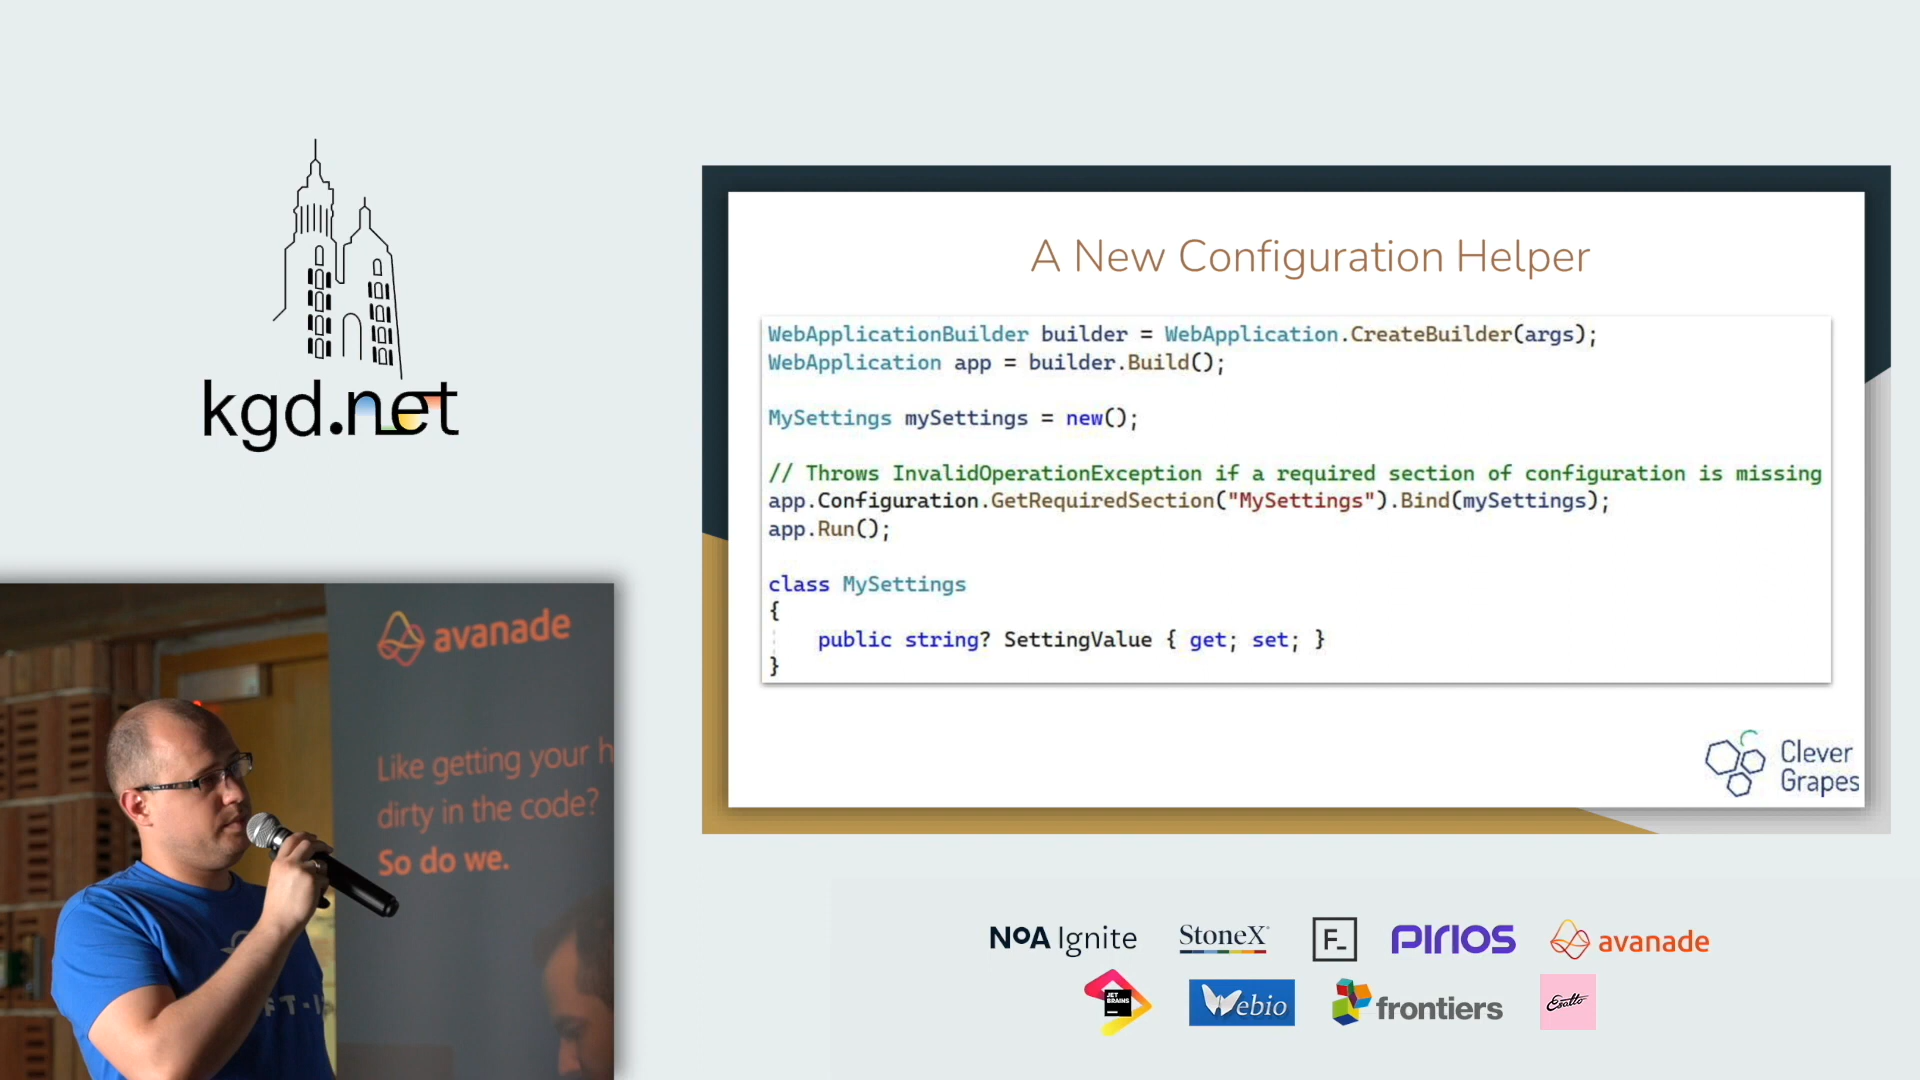 kgd.net
A New Configuration Helper
WebApplicationBuilder builder = WebApplication.CreateBuilder(args);
WebApplication app = builder.Build();
MySettings mySettings = new();
// Throws InvalidOperationException if a required section of configuration is missing
app.Configuration.GetRequiredSection("MySettings").Bind(mySettings);
app.Run();
class MySettings
{
public string? SettingValue { get; set; }
}
Clever
Grapes
avanade
Like getting your h
dirty in the code?
So do we.
NoA Ignite
StoneX
F_
PIRIOS
avanade
JET
BRAINS
Webio
frontiers
Esatto